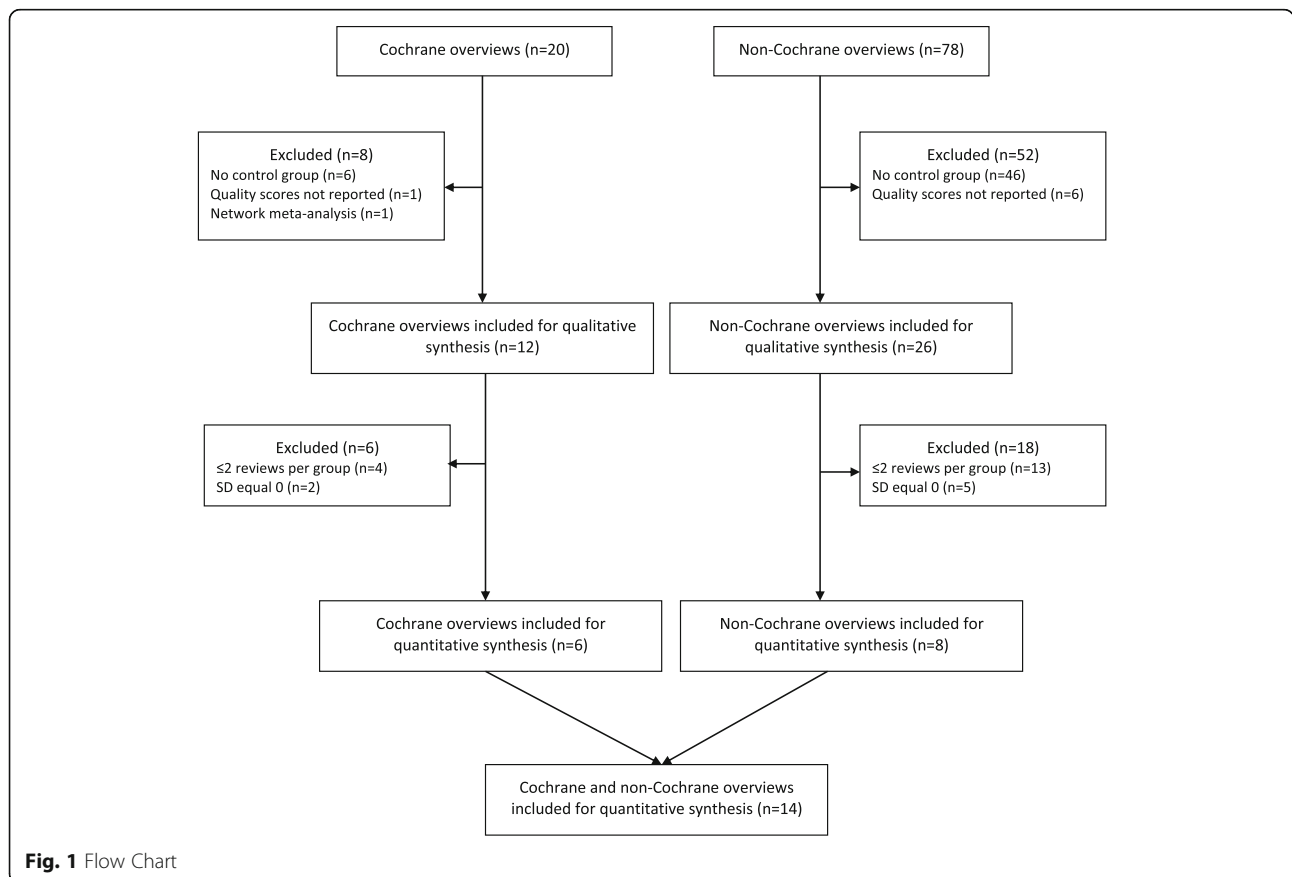 Cochrane overviews (n=20)
Non-Cochrane overviews (n=78)
Excluded (n=8)
No control group (n=6)
Quality scores not reported (n=1)
Network meta-analysis (n=1)
Excluded (n=52)
No control group (n=46)
Quality scores not reported (n=6)
Cochrane overviews included for qualitative
synthesis (n=12)
Non-Cochrane overviews included for
qualitative synthesis (n=26)
Excluded (n=6)
≤2 reviews per group (n=4)
SD equal 0 (n=2)
Excluded (n=18)
≤2 reviews per group (n=13)
SD equal 0 (n=5)
Cochrane overviews included for
quantitative synthesis (n=6)
Non-Cochrane overviews included for
quantitative synthesis (n=8)
Cochrane and non-Cochrane overviews
included for quantitative synthesis (n=14)
Fig. 1 Flow Chart